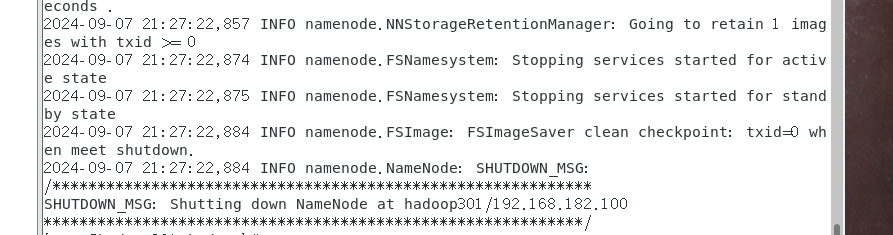 econds .
2024-09-07 21:27:22,857 INFO namenode.NNStorageRetentionManager: Going to retain 1 imag
es with txid >= 0
2024-09-07 21:27:22,874 INFO namenode.FSNamesystem: Stopping services started for activ
e state
2024-09-07 21:27:22,875 INFO namenode.FSNamesystem: Stopping services started for stand
by state
2024-09-07 21:27:22,884 INFO namenode.FSImage: FSImageSaver clean checkpoint: txid=0 wh
en meet shutdown.
2024-09-07 21:27:22,884 INFO namenode.NameNode: SHUTDOWN_MSG:
/************************************************************
SHUTDOWN_MSG: Shutting down NameNode at hadoop301/192.168.182.100
************************************************************/